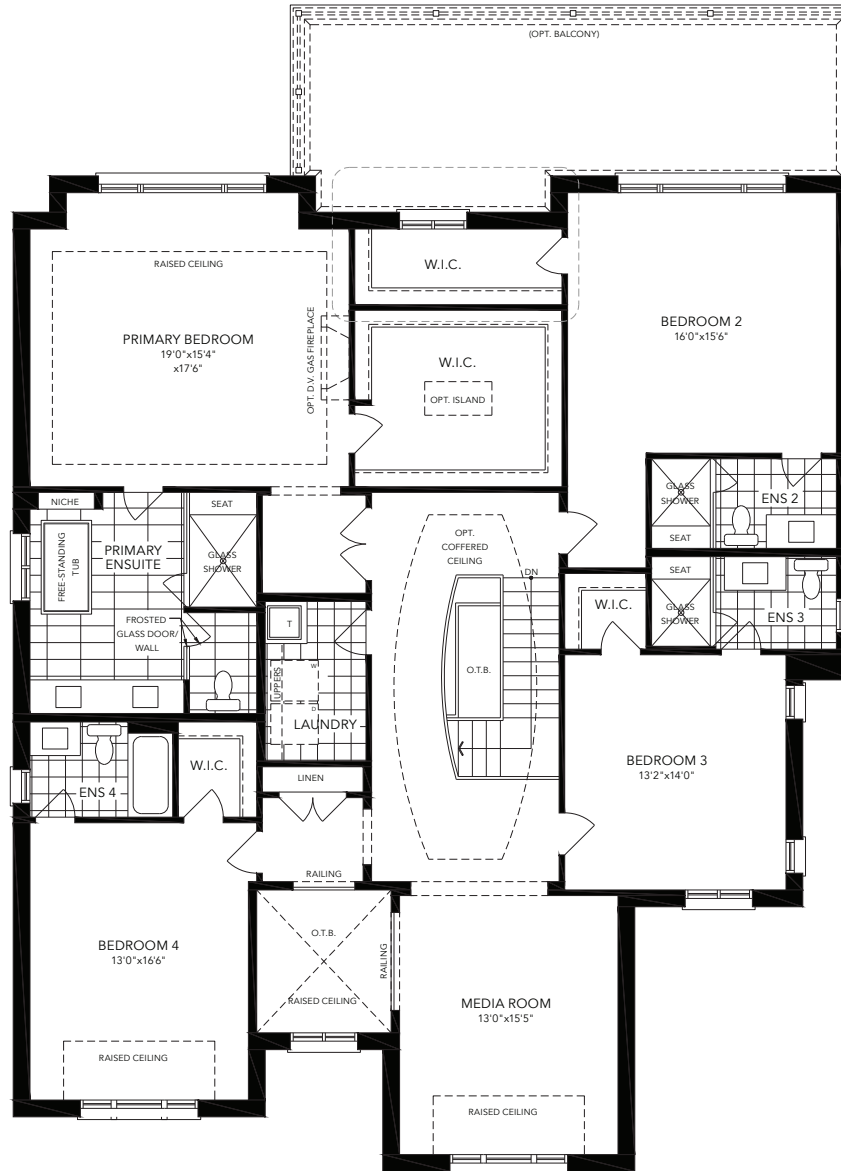 (OPT. BALCONY)
RAISED CEILING
W.I.C.
PRIMARY BEDROOM
19'0"x15'4"
x17'6"
OPT. D.V. GAS FIREPLACE
W.I.C.
OPT. ISLAND
BEDROOM 2
16'0"x15'6"
NICHE
SEAT
FREE-STANDING
TUB
PRIMARY
ENSUITE
GLASS
SHOWER
FROSTED
GLASS DOOR/
WALL
OPT.
COFFERED
CEILING
DN
O.T.B.
GLASS
SHOWER
SEAT
ENS 2
SEAT
GLASS
SHOWER
ENS 3
W.I.C.
T
UPPERS
W
D
LAUNDRY
LINEN
BEDROOM 3
13'2"x14'0"
ENS 4
W.I.C.
RAILING
BEDROOM 4
13'0"x16'6"
O.T.B.
RAISED CEILING
RAILING
MEDIA ROOM
13'0"x15'5"
RAISED CEILING
RAISED CEILING